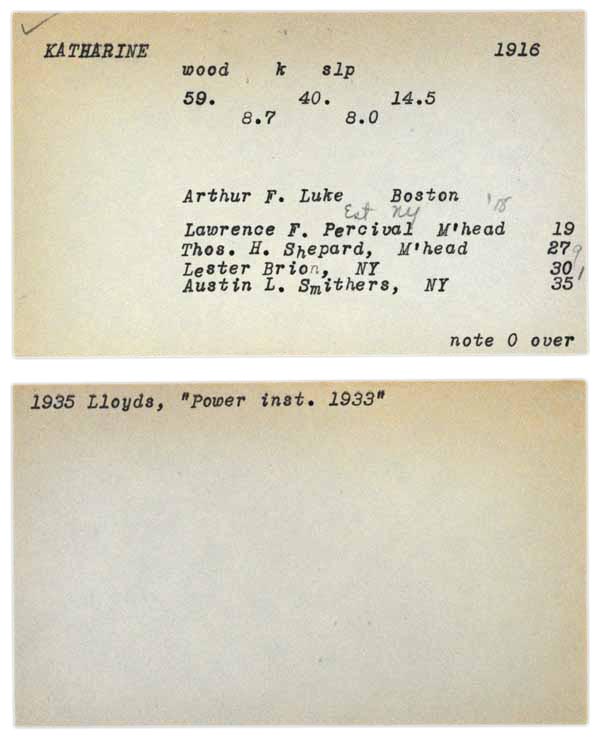 KATHARINE 1916
wood k slp
59. 40. 14.5
8.7 8.0
Arthur F. Luke Boston '18
Est NY
Lawrence F. Percival M'head 19
Thos. H. Shepard, M'head 27 9
Lester Brion, NY 30 1
Austin L. Smithers, NY 35
note O over
1935 Lloyds, "Power inst. 1933"